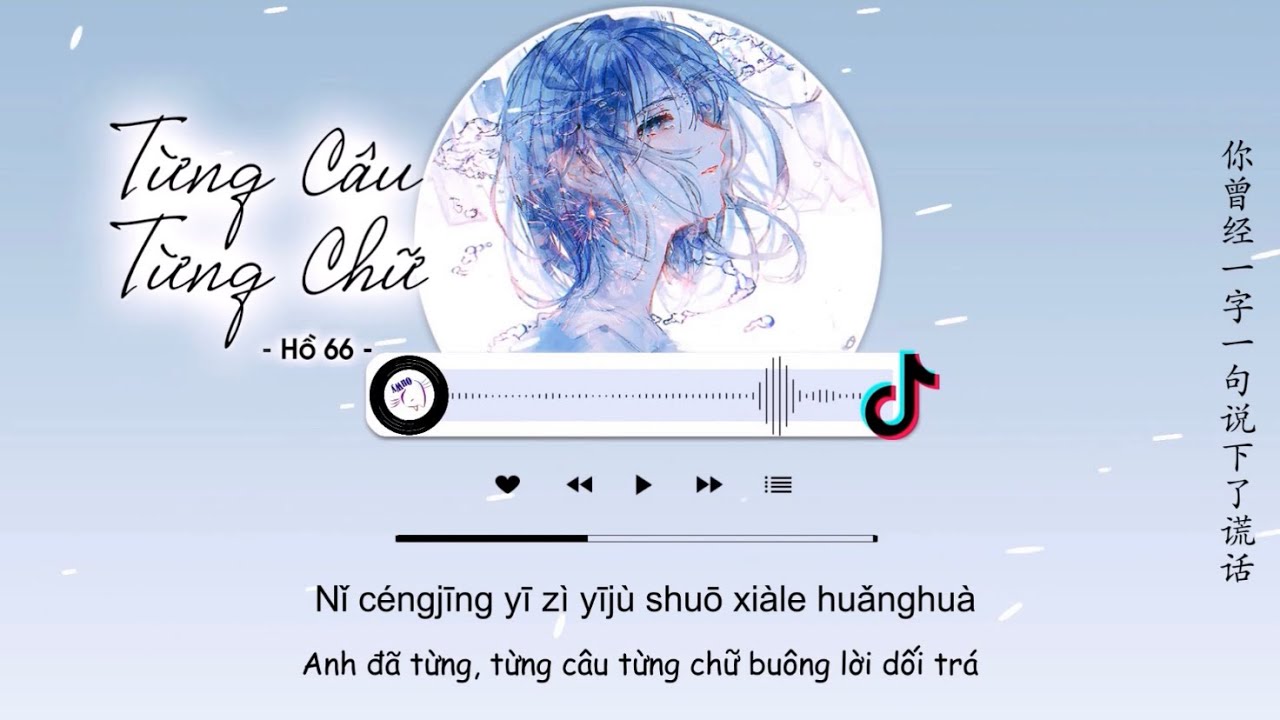 Từng Câu
Từng Chữ
- Hồ 66 -
你曾经一字一句说下了谎话
Nǐ céngjīng yī zì yījù shuō xiàle huǎnghuà
Anh đã từng, từng câu từng chữ buông lời dối trá